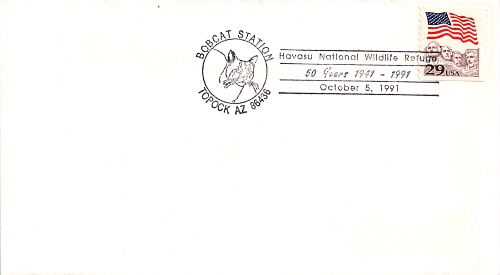 BOBCAT STATION
TOPOCK AZ 86436
Havasu National Wildlife Refuge
50 Years 1941 - 1991
October 5, 1991
29 USA